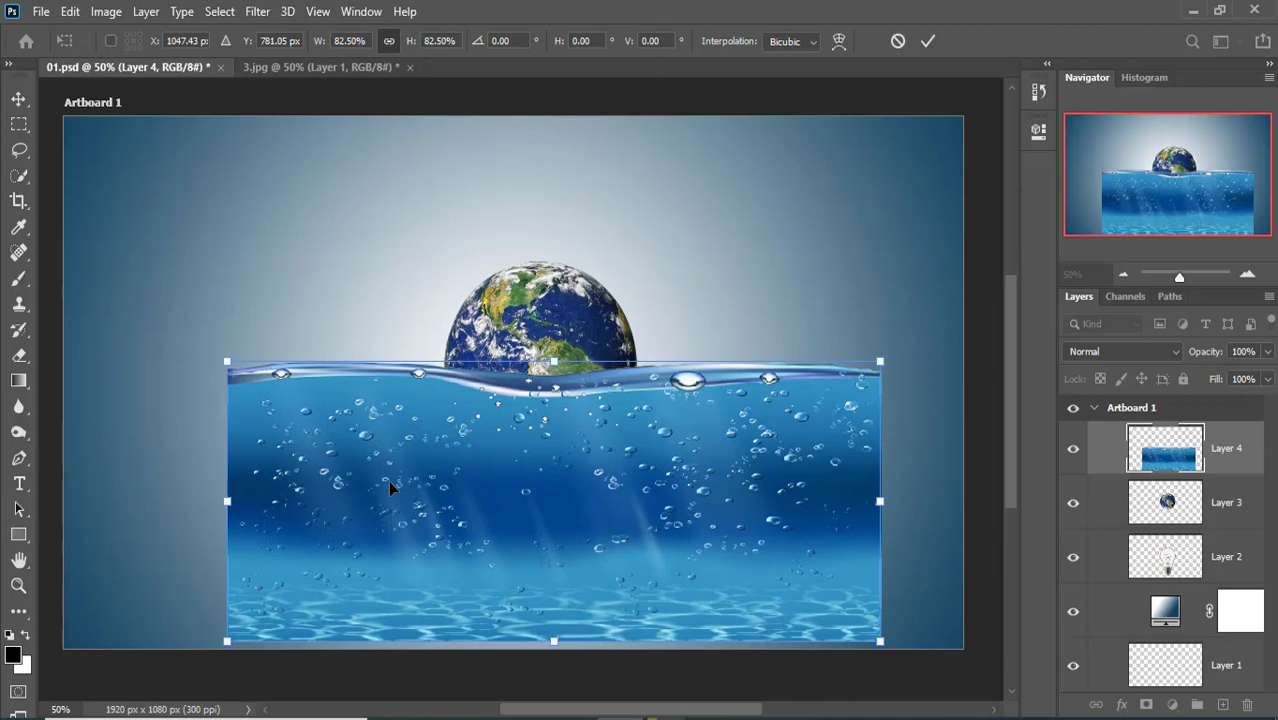 Ps File Edit Image Layer Type Select Filter 3D View Window Help
X: 1047.43 px Y: 781.05 px W: 82.50% H: 82.50% 0.00 ° H: 0.00 ° V: 0.00 ° Interpolation: Bicubic
01.psd @ 50% (Layer 4, RGB/8#) * × 3.jpg @ 50% (Layer 1, RGB/8#) * ×
Navigator Histogram
Artboard 1
50%
Layers Channels Paths
Kind
Normal Opacity: 100%
Lock: Fill: 100%
Artboard 1
Layer 4
Layer 3
Layer 2
Layer 1
50% 1920 px x 1080 px (300 ppi)